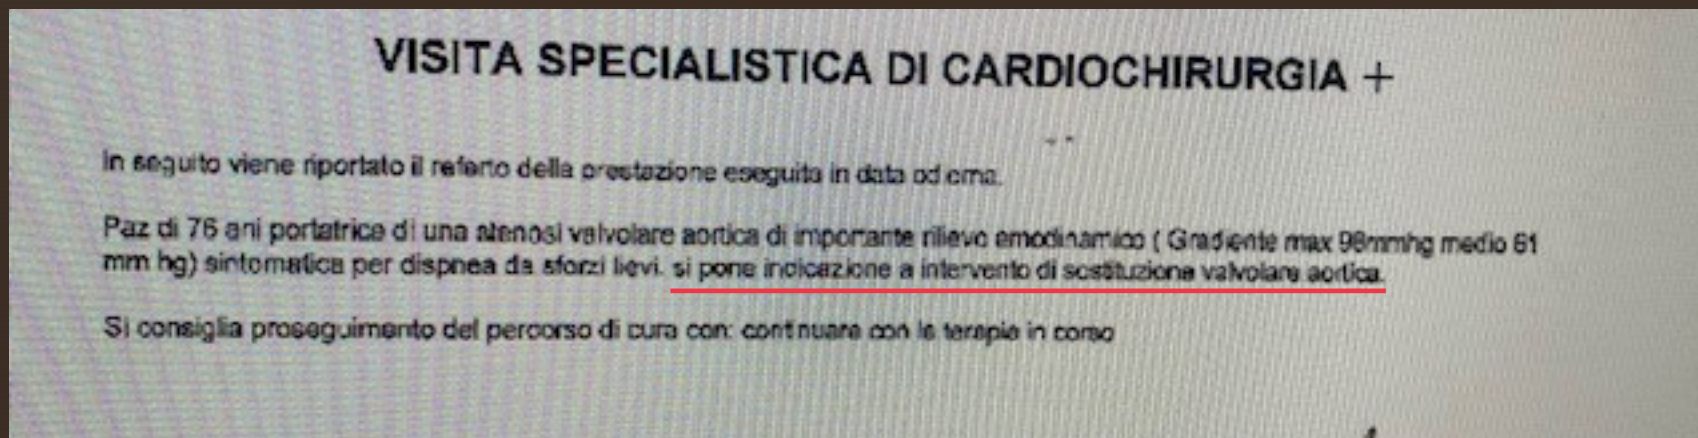 VISITA SPECIALISTICA DI CARDIOCHIRURGIA +
In seguito viene riportato il referto della prestazione eseguita in data odierna.
Paz di 76 ani portatrice di una stenosi valvolare aortica di importante rilievo emodinamico ( Gradiente max 98mmhg medio 61
mm hg) sintomatica per dispnea da sforzi lievi. si pone indicazione a intervento di sostituzione valvolare aortica.
Si consiglia proseguimento del percorso di cura con: continuare con la terapia in corso